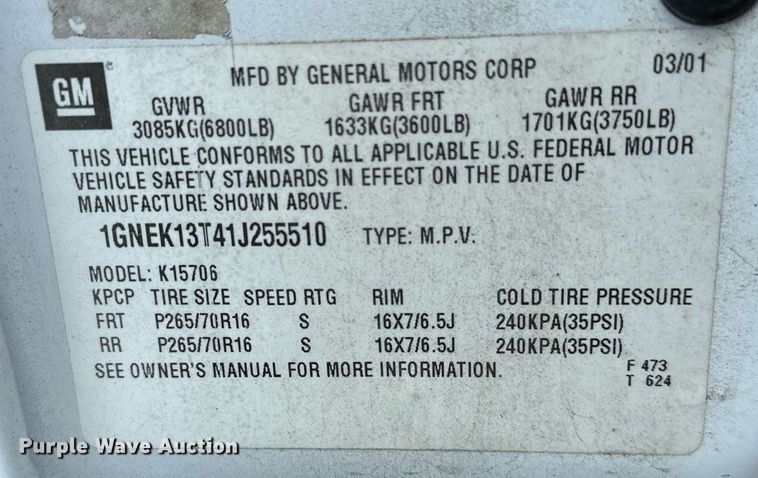 GM
MFD BY GENERAL MOTORS CORP 03/01
GVWR GAWR FRT GAWR RR
3085KG(6800LB) 1633KG(3600LB) 1701KG(3750LB)
THIS VEHICLE CONFORMS TO ALL APPLICABLE U.S. FEDERAL MOTOR
VEHICLE SAFETY STANDARDS IN EFFECT ON THE DATE OF
MANUFACTURE SHOWN ABOVE.
1GNEK13T41J255510 TYPE: M.P.V.
MODEL: K15706
KPCP TIRE SIZE SPEED RTG RIM COLD TIRE PRESSURE
FRT P265/70R16 S 16X7/6.5J 240KPA(35PSI)
RR P265/70R16 S 16X7/6.5J 240KPA(35PSI)
SEE OWNER'S MANUAL FOR MORE INFORMATION. F 473
T 624
Purple Wave Auction